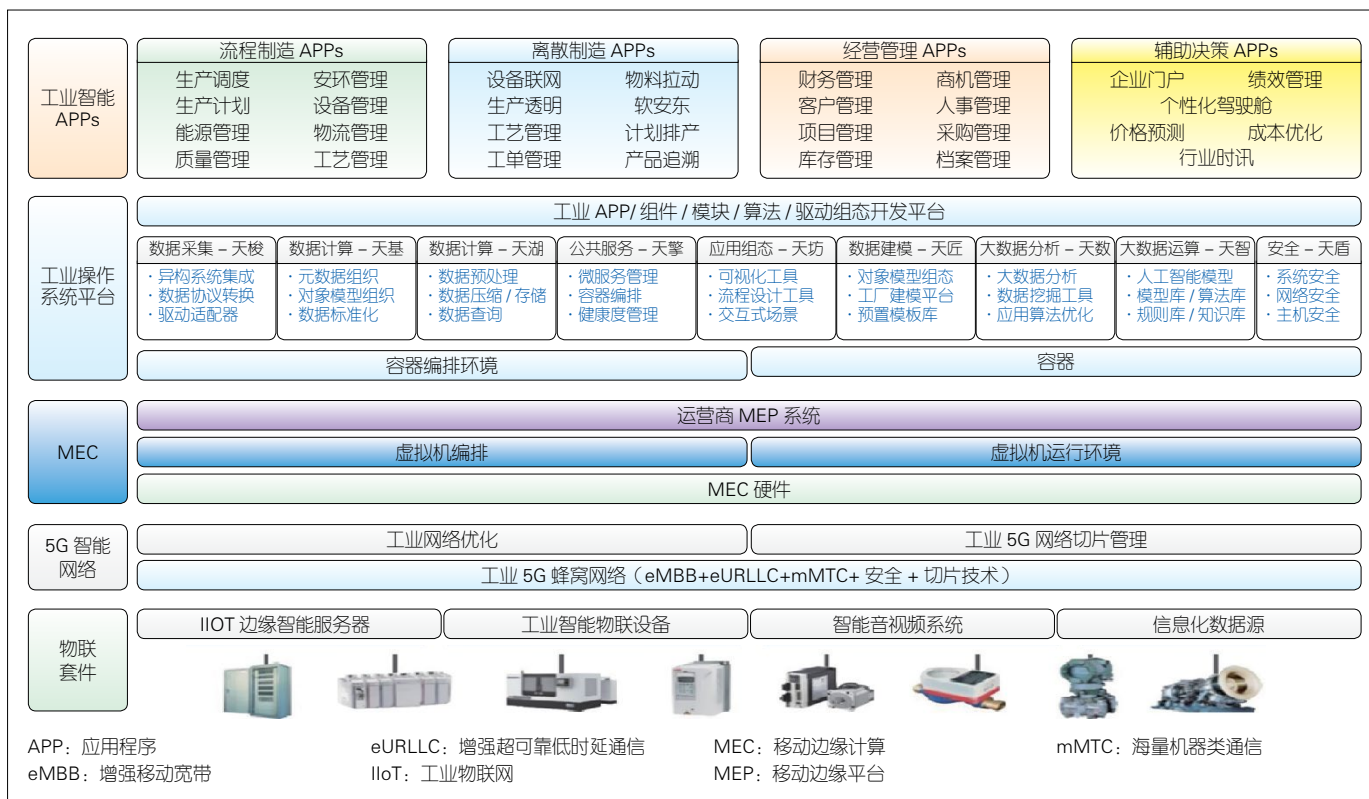 工业智能
APPs
流程制造 APPs
生产调度 安环管理
生产计划 设备管理
能源管理 物流管理
质量管理 工艺管理
离散制造 APPs
设备联网 物料拉动
生产透明 软安东
工艺管理 计划排产
工单管理 产品追溯
经营管理 APPs
财务管理 商机管理
客户管理 人事管理
项目管理 采购管理
库存管理 档案管理
辅助决策 APPs
企业门户 绩效管理
个性化驾驶舱
价格预测 成本优化
行业时讯
工业操作
系统平台
工业 APP/ 组件 / 模块 / 算法 / 驱动组态开发平台
数据采集 – 天梭
· 异构系统集成
· 数据协议转换
· 驱动适配器
数据计算 – 天基
· 元数据组织
· 对象模型组织
· 数据标准化
数据计算 – 天湖
· 数据预处理
· 数据压缩 / 存储
· 数据查询
公共服务 – 天擎
· 微服务管理
· 容器编排
· 健康度管理
应用组态 – 天坊
· 可视化工具
· 流程设计工具
· 交互式场景
数据建模 – 天匠
· 对象模型组态
· 工厂建模平台
· 预置模板库
大数据分析 – 天数
· 大数据分析
· 数据挖掘工具
· 应用算法优化
大数据运算 – 天智
· 人工智能模型
· 模型库 / 算法库
· 规则库 / 知识库
安全 – 天盾
· 系统安全
· 网络安全
· 主机安全
容器编排环境
容器
MEC
运营商 MEP 系统
虚拟机编排
虚拟机运行环境
MEC 硬件
5G 智能
网络
工业网络优化
工业 5G 网络切片管理
工业 5G 蜂窝网络（eMBB+eURLLC+mMTC+ 安全 + 切片技术）
物联
套件
IIOT 边缘智能服务器
工业智能物联设备
智能音视频系统
信息化数据源
APP：应用程序 eURLLC：增强超可靠低时延通信 MEC：移动边缘计算 mMTC：海量机器类通信
eMBB：增强移动宽带 IIoT：工业物联网 MEP：移动边缘平台